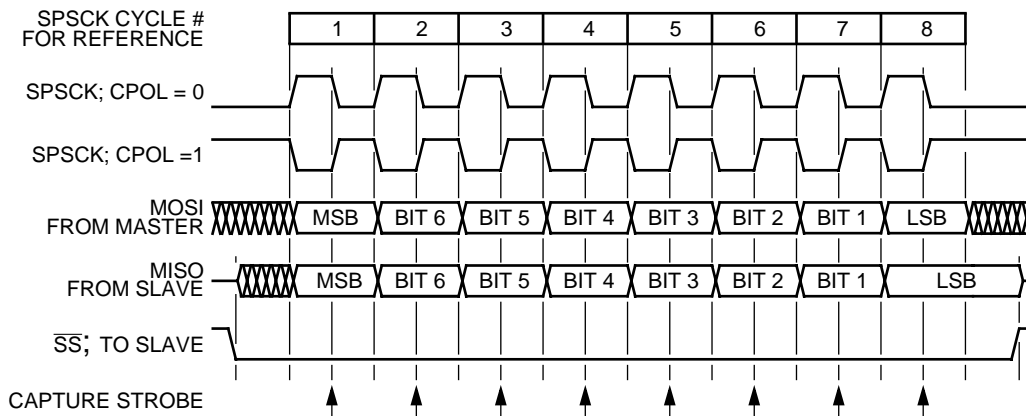 SPSCK CYCLE #
FOR REFERENCE
1 2 3 4 5 6 7 8
SPSCK; CPOL = 0
SPSCK; CPOL =1
MOSI
FROM MASTER
MSB BIT 6 BIT 5 BIT 4 BIT 3 BIT 2 BIT 1 LSB
MISO
FROM SLAVE
MSB BIT 6 BIT 5 BIT 4 BIT 3 BIT 2 BIT 1 LSB
S̅S̅; TO SLAVE
CAPTURE STROBE